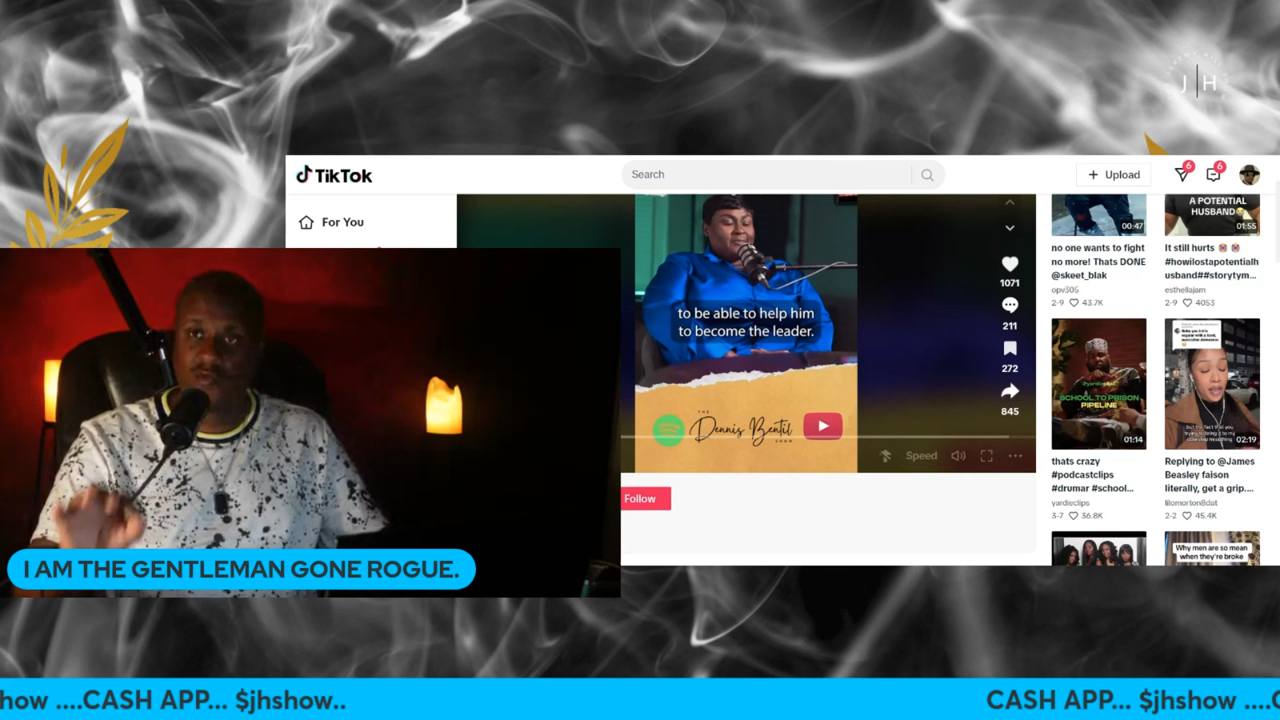 J | H
TikTok
Search
+ Upload
6
6
For You
to be able to help him
to become the leader.
THE
Dennis Bentil
SHOW
1071
211
272
845
Speed
Follow
A POTENTIAL
HUSBAND
00:47
01:55
no one wants to fight
no more! Thats DONE
@skeet_blak
opv305
2-9 43.7K
It still hurts
#howilostapotentialh
usband##storytym...
esthellajam
2-9 4053
SCHOOL TO PRISON
PIPELINE
01:14
02:19
thats crazy
#podcastclips
#drumar #school...
yardieclips
3-7 36.8K
Replying to @James
Beasley faison
literally, get a grip....
2-2 45.4K
Why men are so mean
when they're broke
I AM THE GENTLEMAN GONE ROGUE.
how ....CASH APP... $jhshow..
CASH APP... $jhshow ....